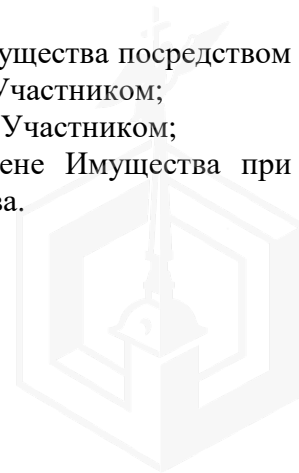 ущества посредством
Участником;
Участником;
ене Имущества при
ва.